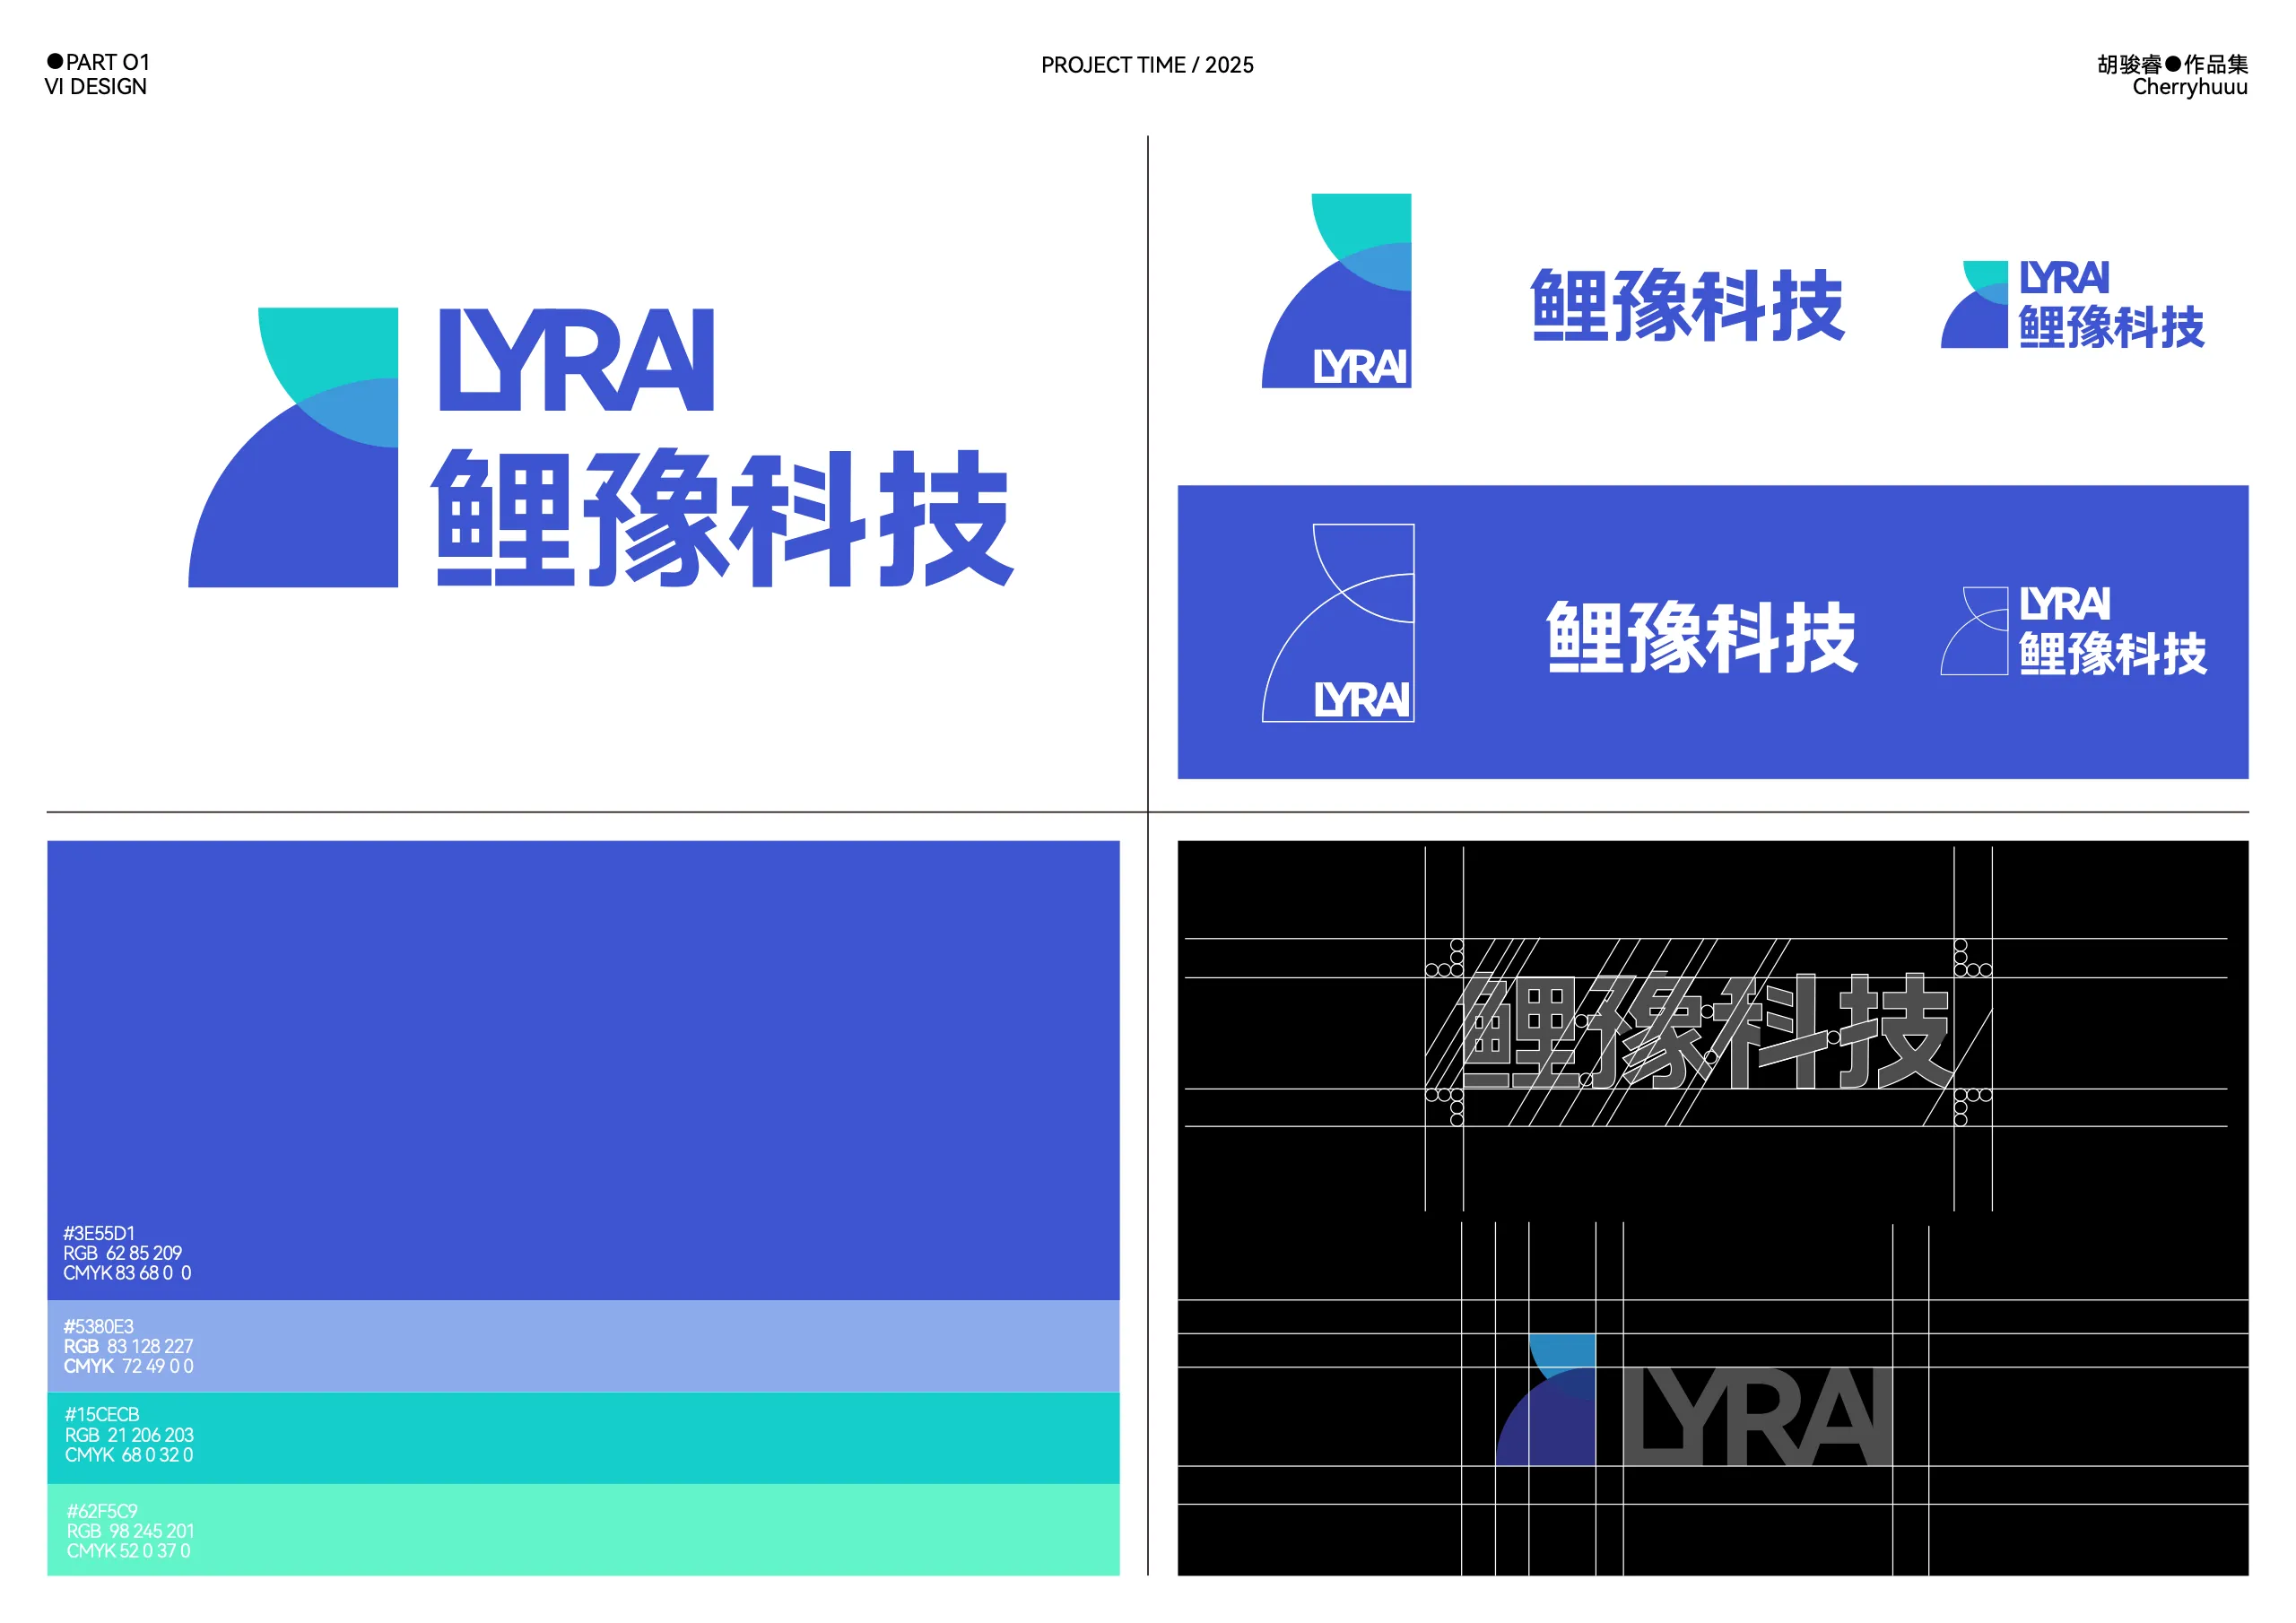 ●PART O1
VI DESIGN
PROJECT TIME / 2025
胡骏睿●作品集
Cherryhuuu
LYRAI
鲤豫科技
LYRAI
鲤豫科技
LYRAI
鲤豫科技
LYRAI
鲤豫科技
LYRAI
鲤豫科技
#3E55D1
RGB 62 85 209
CMYK 83 68 0 0
#5380E3
RGB 83 128 227
CMYK 72 49 0 0
#15CECB
RGB 21 206 203
CMYK 68 0 32 0
#62F5C9
RGB 98 245 201
CMYK 52 0 37 0
鲤豫科技
LYRAI